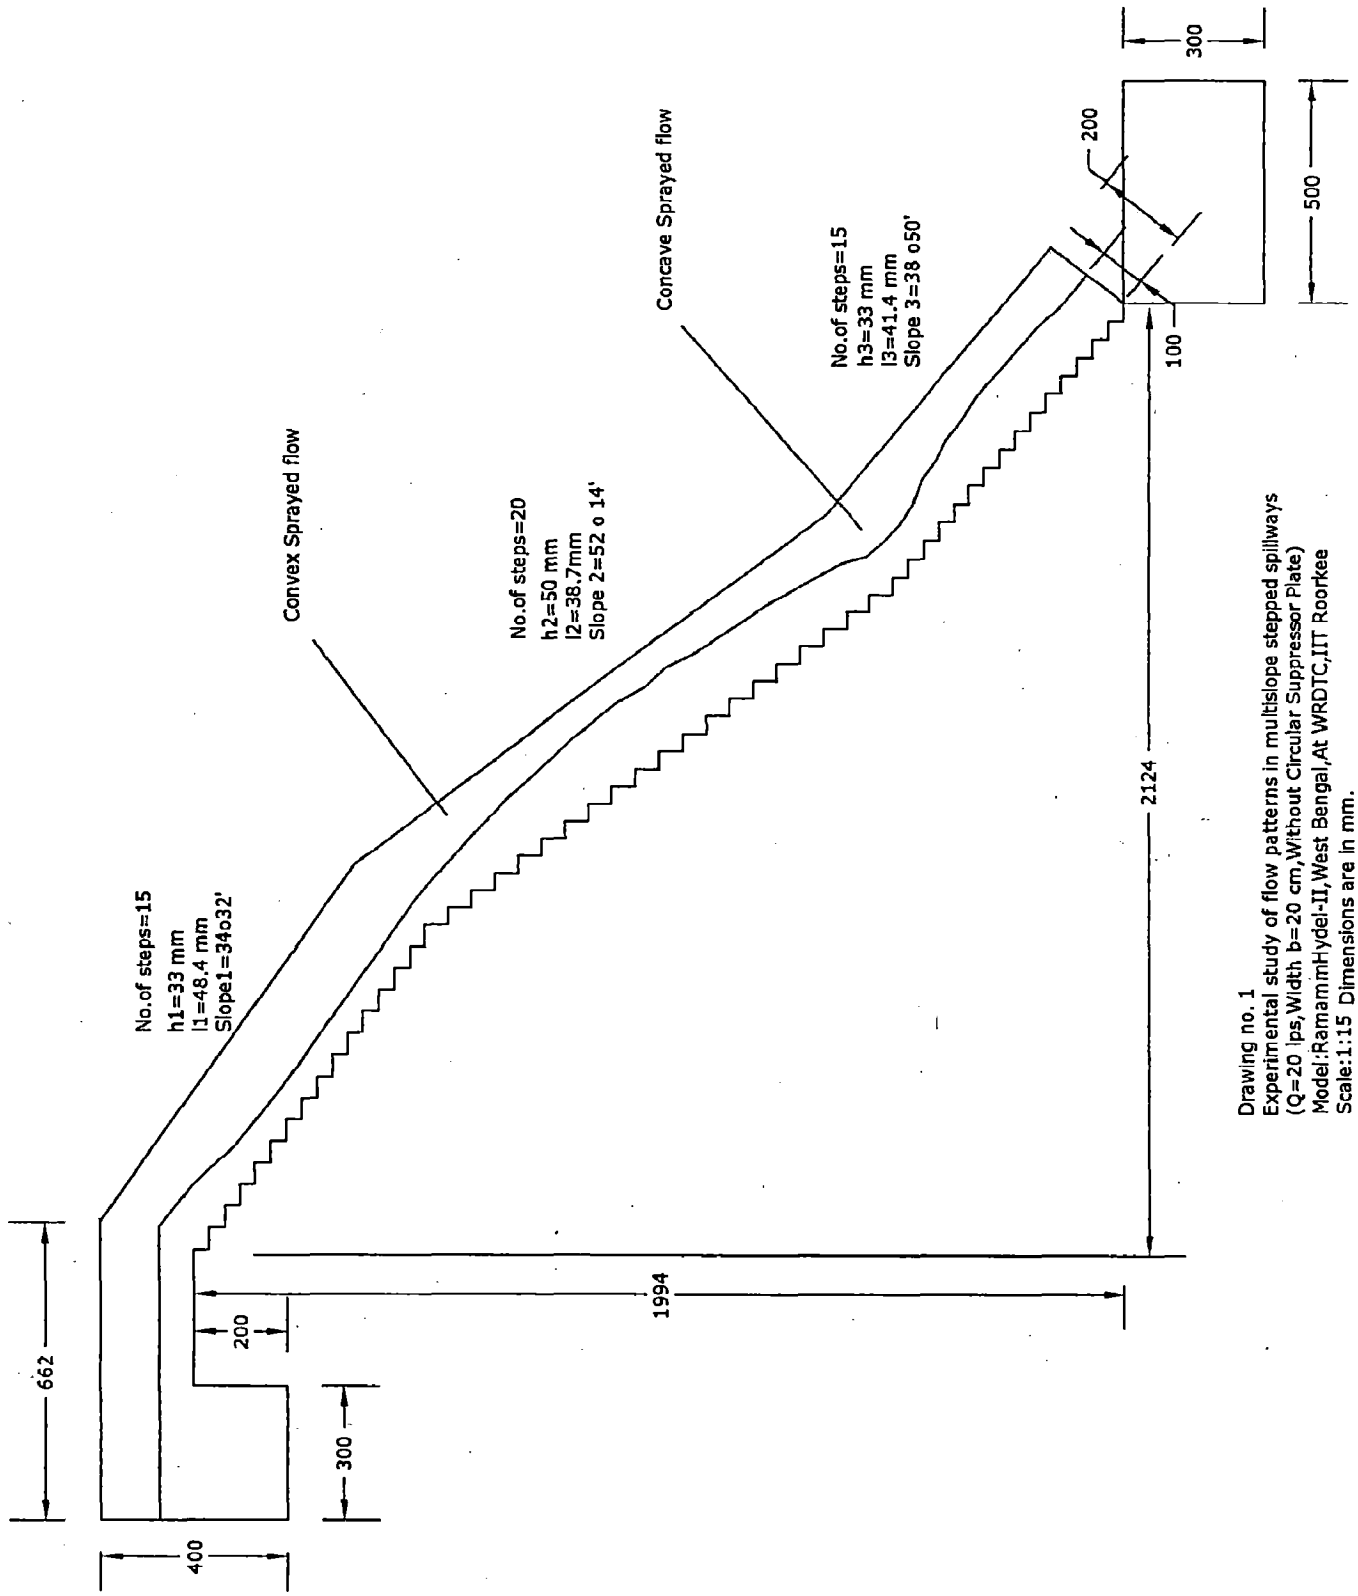 662
400
300
200
1994
No.of steps=15
h1=33 mm
l1=48.4 mm
Slope1=34o32'
Convex Sprayed flow
No.of steps=20
h2=50 mm
l2=38.7mm
Slope 2=52 o 14'
Concave Sprayed flow
No.of steps=15
h3=33 mm
l3=41.4 mm
Slope 3=38 o50'
200
100
300
500
2124
Drawing no. 1
Experimental study of flow patterns in multislope stepped spillways
(Q=20 lps,Width b=20 cm,Without Circular Suppressor Plate)
Model:RamammHydel-II,West Bengal,At WRDTC,IIT Roorkee
Scale:1:15 Dimensions are in mm.